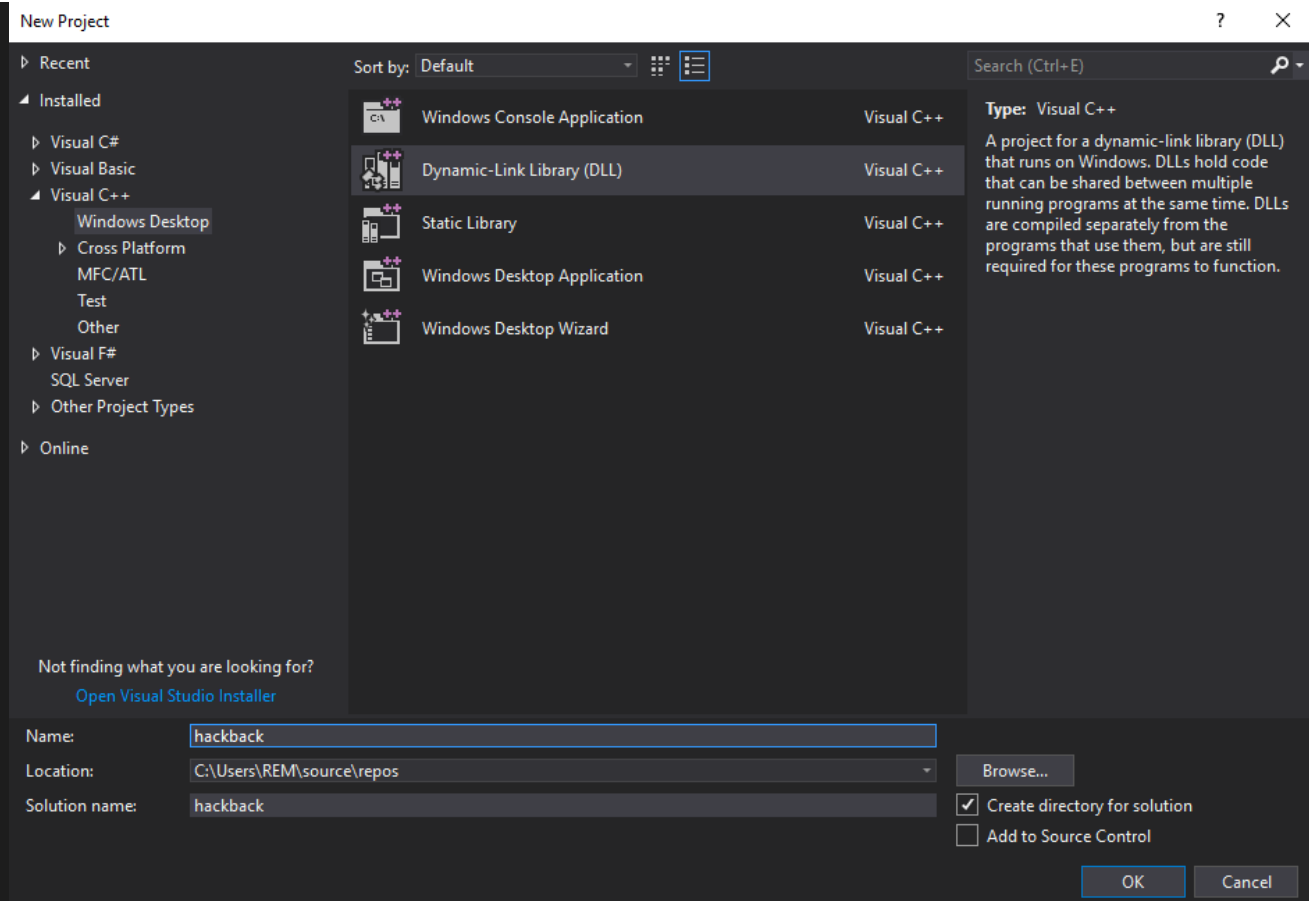 New Project
?
Recent
Installed
Visual C#
Visual Basic
Visual C++
Windows Desktop
Cross Platform
MFC/ATL
Test
Other
Visual F#
SQL Server
Other Project Types
Online
Not finding what you are looking for?
Open Visual Studio Installer
Sort by: Default
Windows Console Application Visual C++
Dynamic-Link Library (DLL) Visual C++
Static Library Visual C++
Windows Desktop Application Visual C++
Windows Desktop Wizard Visual C++
Search (Ctrl+E)
Type: Visual C++
A project for a dynamic-link library (DLL)
that runs on Windows. DLLs hold code
that can be shared between multiple
running programs at the same time. DLLs
are compiled separately from the
programs that use them, but are still
required for these programs to function.
Name: hackback
Location: C:\Users\REM\source\repos
Browse...
Solution name: hackback
Create directory for solution
Add to Source Control
OK
Cancel